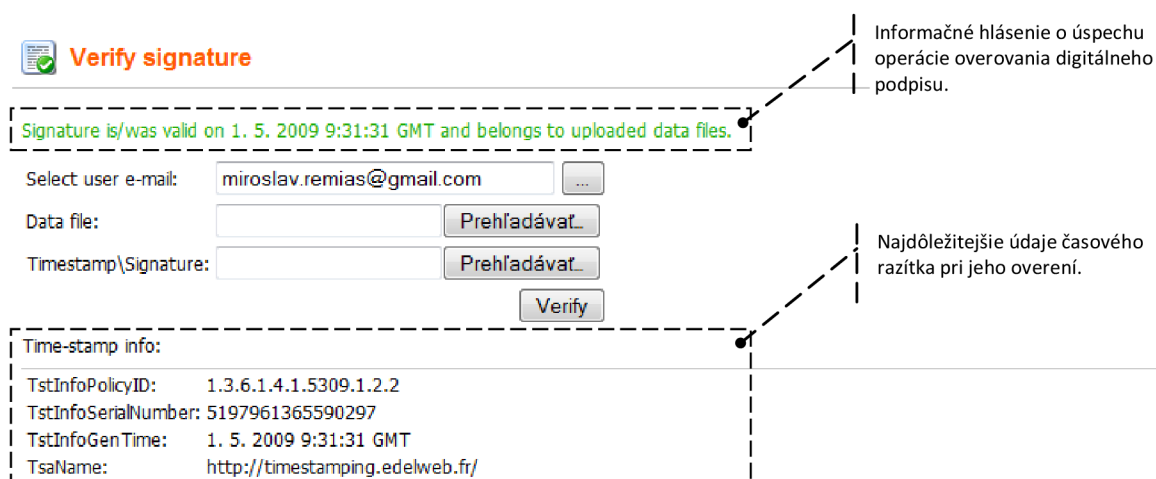 Verify signature
Informačné hlásenie o úspechu
operácie overovania digitálneho
podpisu.
Signature is/was valid on 1. 5. 2009 9:31:31 GMT and belongs to uploaded data files.
Select user e-mail: miroslav.remias@gmail.com ...
Data file: Prehľadávať...
Timestamp\Signature: Prehľadávať...
Verify
Najdôležitejšie údaje časového
razítka pri jeho overení.
Time-stamp info:
TstInfoPolicyID: 1.3.6.1.4.1.5309.1.2.2
TstInfoSerialNumber: 5197961365590297
TstInfoGenTime: 1. 5. 2009 9:31:31 GMT
TsaName: http://timestamping.edelweb.fr/